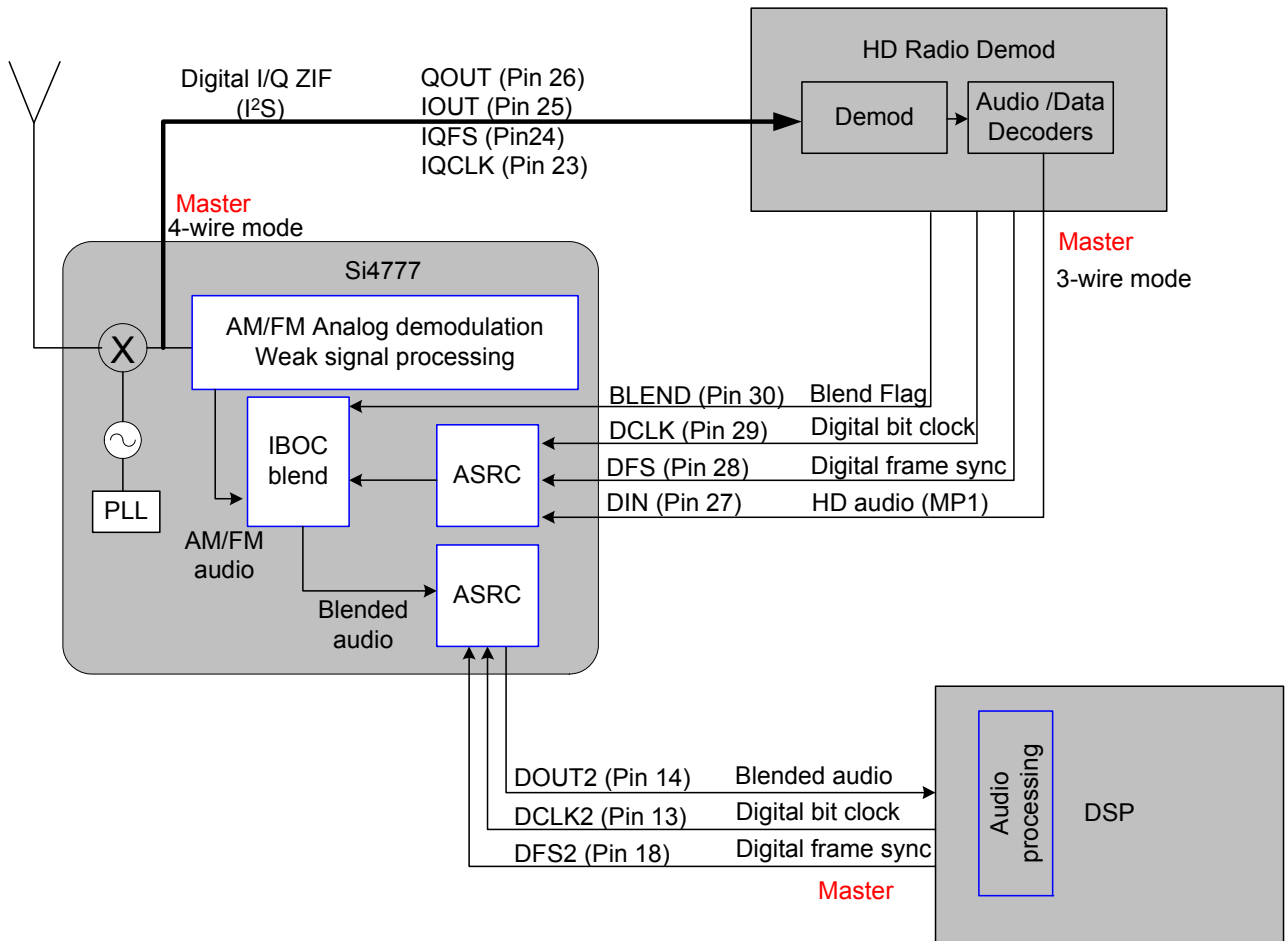 HD Radio Demod
Digital I/Q ZIF
(I²S)
QOUT (Pin 26)
IOUT (Pin 25)
IQFS (Pin24)
IQCLK (Pin 23)
Demod
Audio /Data
Decoders
Master
4-wire mode
Master
3-wire mode
Si4777
X
AM/FM Analog demodulation
Weak signal processing
PLL
IBOC
blend
ASRC
AM/FM
audio
Blended
audio
ASRC
BLEND (Pin 30) Blend Flag
DCLK (Pin 29) Digital bit clock
DFS (Pin 28) Digital frame sync
DIN (Pin 27) HD audio (MP1)
DOUT2 (Pin 14) Blended audio
DCLK2 (Pin 13) Digital bit clock
DFS2 (Pin 18) Digital frame sync
Master
Audio
processing
DSP